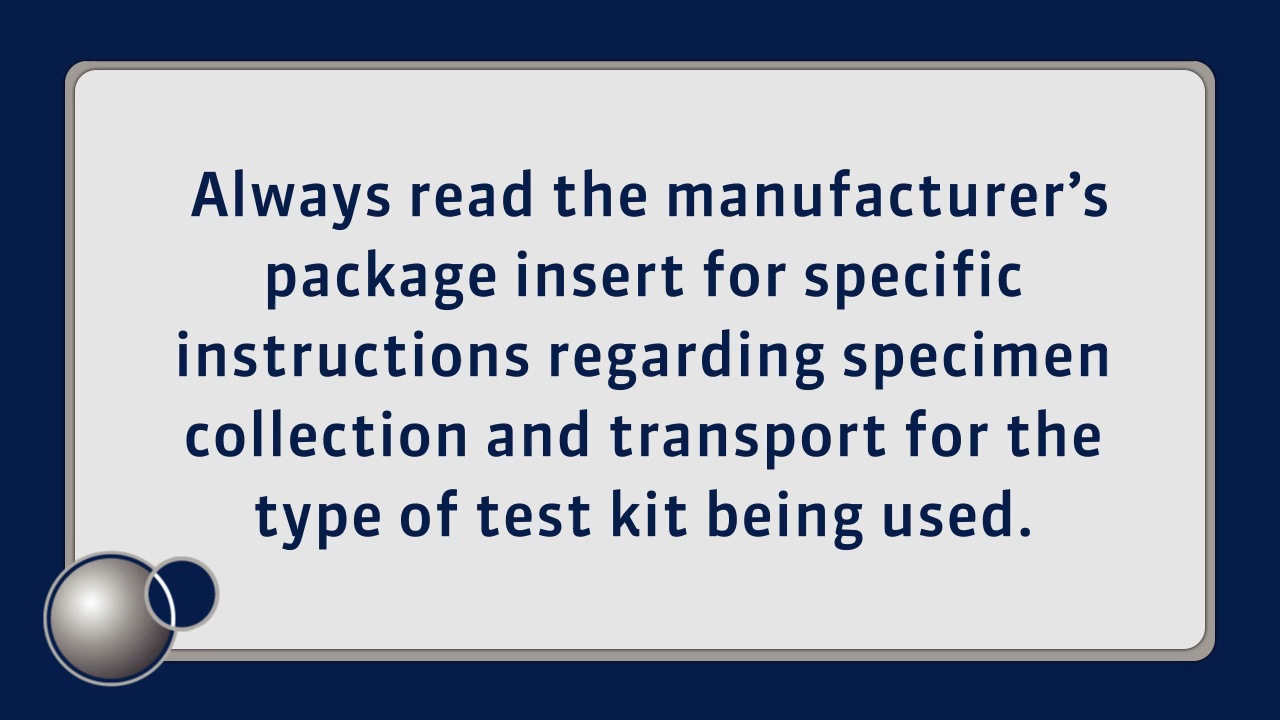 Always read the manufacturer’s
package insert for specific
instructions regarding specimen
collection and transport for the
type of test kit being used.